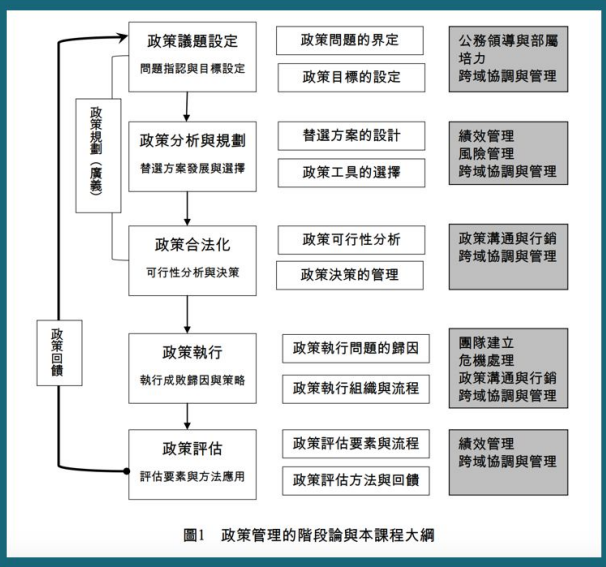 政策議題設定
問題指認與目標設定
政策問題的界定
政策目標的設定
公務領導與部屬
培力
跨域協調與管理
政策規劃（廣義）
政策分析與規劃
替選方案發展與選擇
替選方案的設計
政策工具的選擇
績效管理
風險管理
跨域協調與管理
政策合法化
可行性分析與決策
政策可行性分析
政策決策的管理
政策溝通與行銷
跨域協調與管理
政策回饋
政策執行
執行成敗歸因與策略
政策執行問題的歸因
政策執行組織與流程
團隊建立
危機處理
政策溝通與行銷
跨域協調與管理
政策評估
評估要素與方法應用
政策評估要素與流程
政策評估方法與回饋
績效管理
跨域協調與管理
圖1　政策管理的階段論與本課程大綱